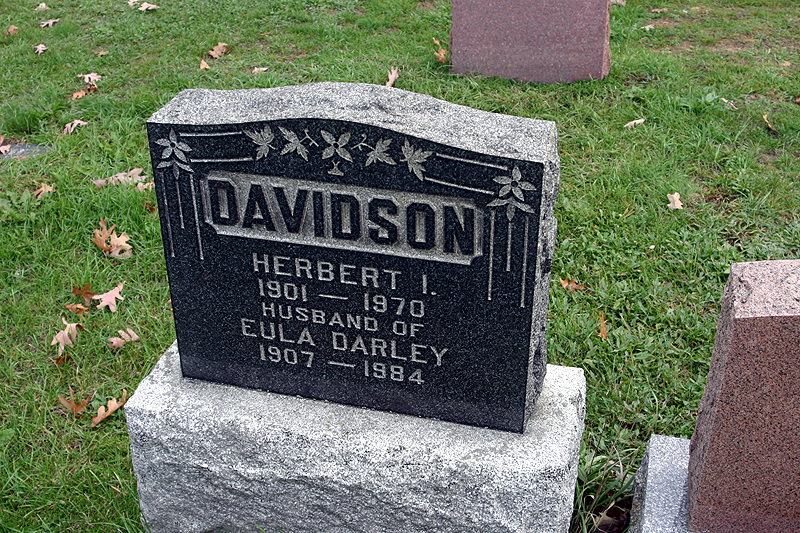 DAVIDSON
HERBERT I.
1901 — 1970
HUSBAND OF
EULA DARLEY
1907 — 1984